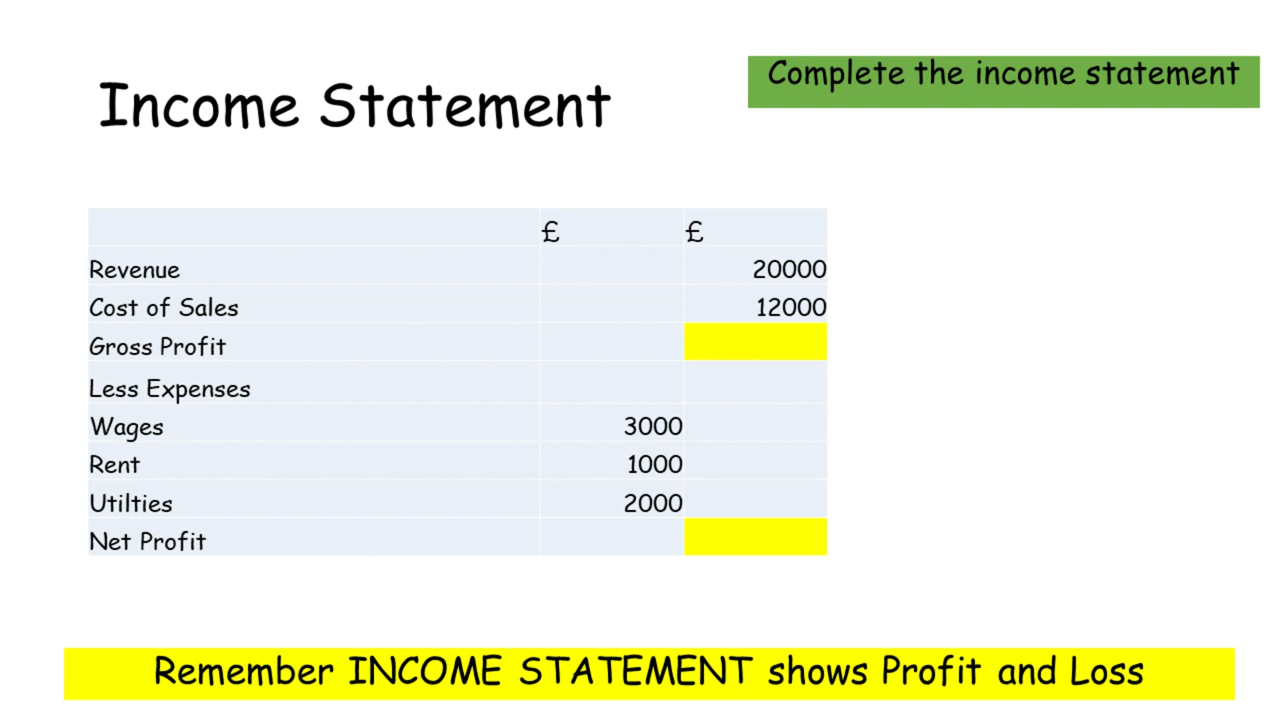 Complete the income statement
Income Statement
£ £
Revenue 20000
Cost of Sales 12000
Gross Profit
Less Expenses
Wages 3000
Rent 1000
Utilties 2000
Net Profit
Remember INCOME STATEMENT shows Profit and Loss